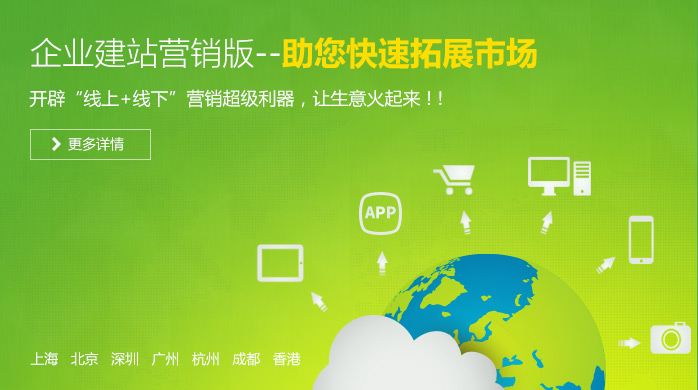 企业建站营销版--助您快速拓展市场
开辟“线上+线下”营销超级利器，让生意火起来！！
更多详情
APP
上海 北京 深圳 广州 杭州 成都 香港